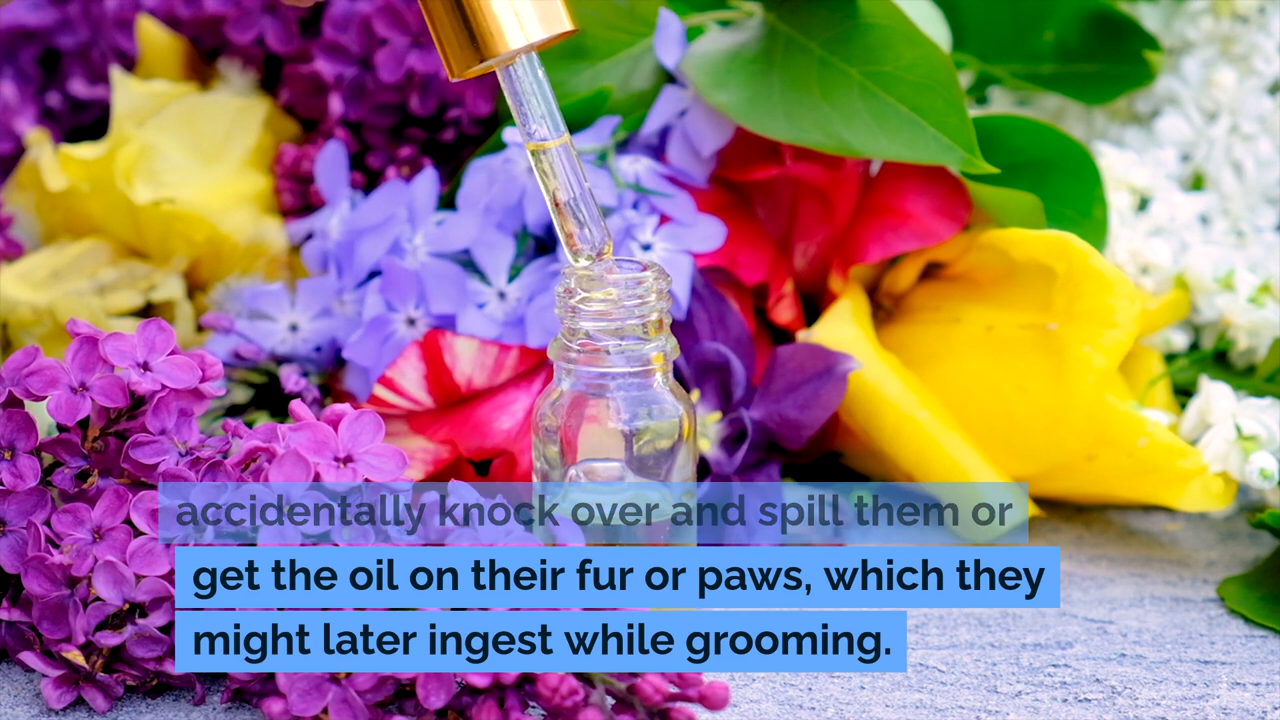 accidentally knock over and spill them or
get the oil on their fur or paws, which they
might later ingest while grooming.